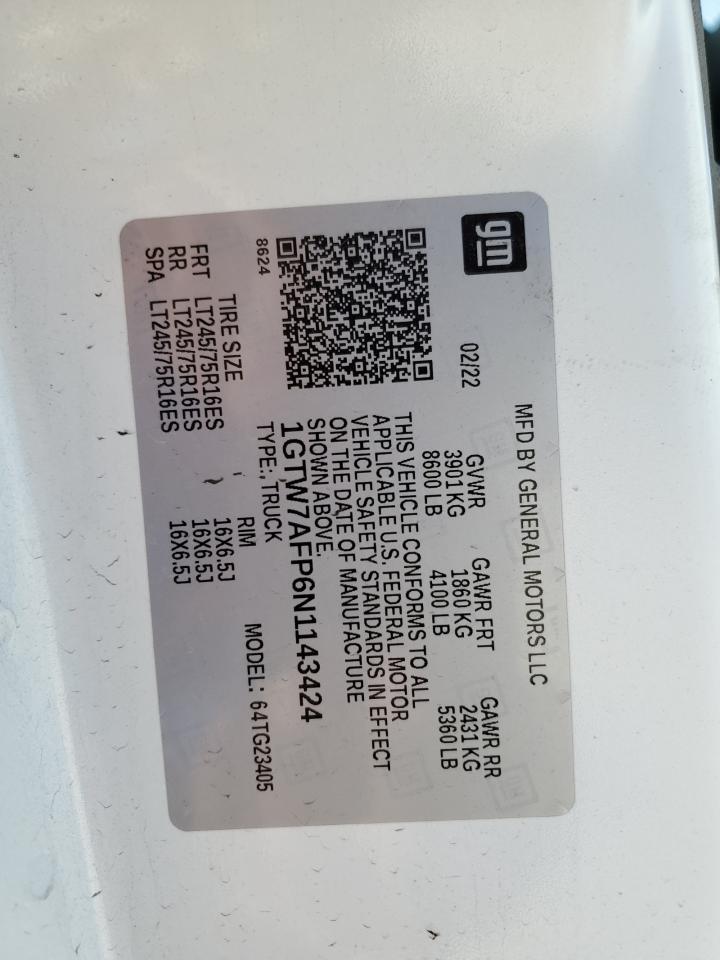 gm
MFD BY GENERAL MOTORS LLC
02/22 GVWR GAWR FRT GAWR RR
3901 KG 1860 KG 2431 KG
8600 LB 4100 LB 5360 LB
THIS VEHICLE CONFORMS TO ALL
APPLICABLE U.S. FEDERAL MOTOR
VEHICLE SAFETY STANDARDS IN EFFECT
ON THE DATE OF MANUFACTURE
SHOWN ABOVE.
1GTW7AFP6N1143424
8624 TYPE:, TRUCK MODEL: 64TG23405
TIRE SIZE RIM
FRT LT245/75R16ES 16X6.5J
RR LT245/75R16ES 16X6.5J
SPA LT245/75R16ES 16X6.5J